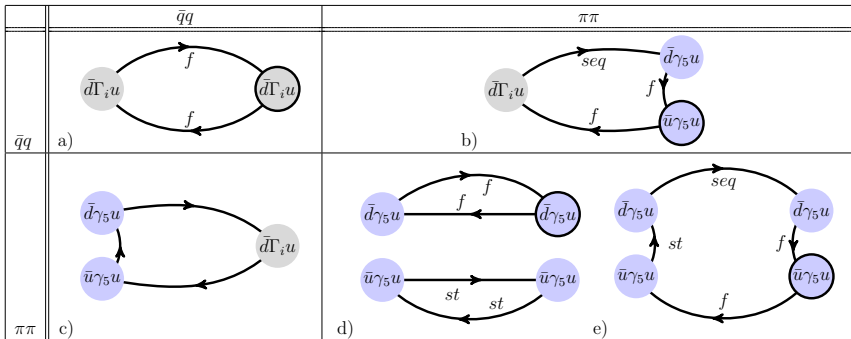 q̄q ππ
q̄q
f
d̄Γᵢu d̄Γᵢu
f
a)
seq d̄γ₅u
d̄Γᵢu f
f ūγ₅u
b)
ππ
d̄γ₅u
d̄Γᵢu
ūγ₅u
c)
f
d̄γ₅u f d̄γ₅u
ūγ₅u ūγ₅u
st st
d)
seq
d̄γ₅u d̄γ₅u
st f
ūγ₅u ūγ₅u
f
e)